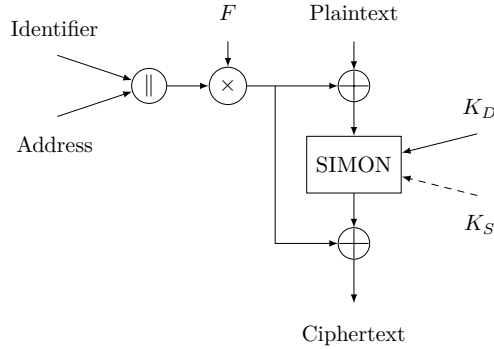 Identifier
F
Plaintext
||
×
K_D
Address
SIMON
K_S
Ciphertext